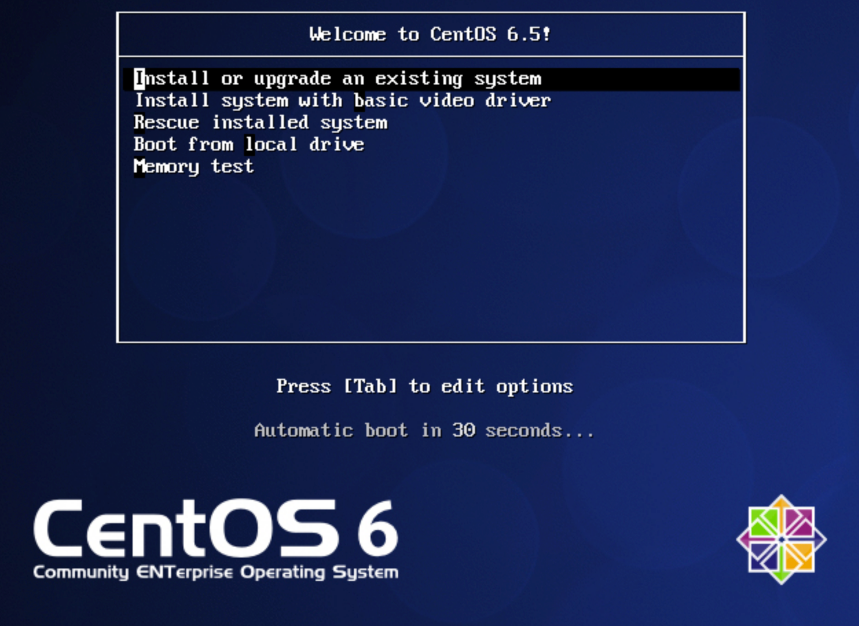 Welcome to CentOS 6.5!
Install or upgrade an existing system
Install system with basic video driver
Rescue installed system
Boot from local drive
Memory test
Press [Tab] to edit options
Automatic boot in 30 seconds...
CentOS 6
Community ENTerprise Operating System